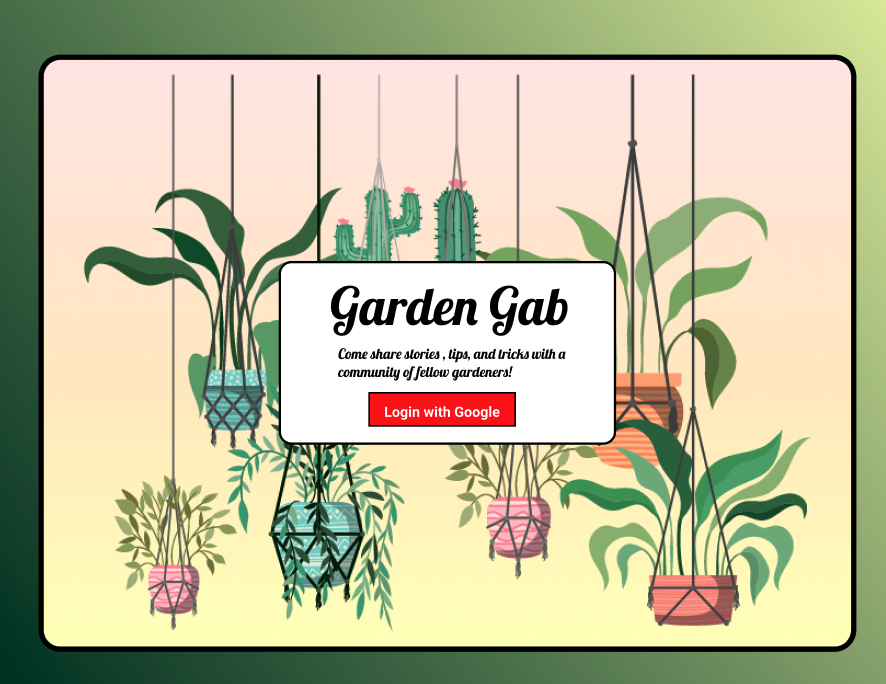 Garden Gab
Come share stories , tips, and tricks with a
community of fellow gardeners!
Login with Google